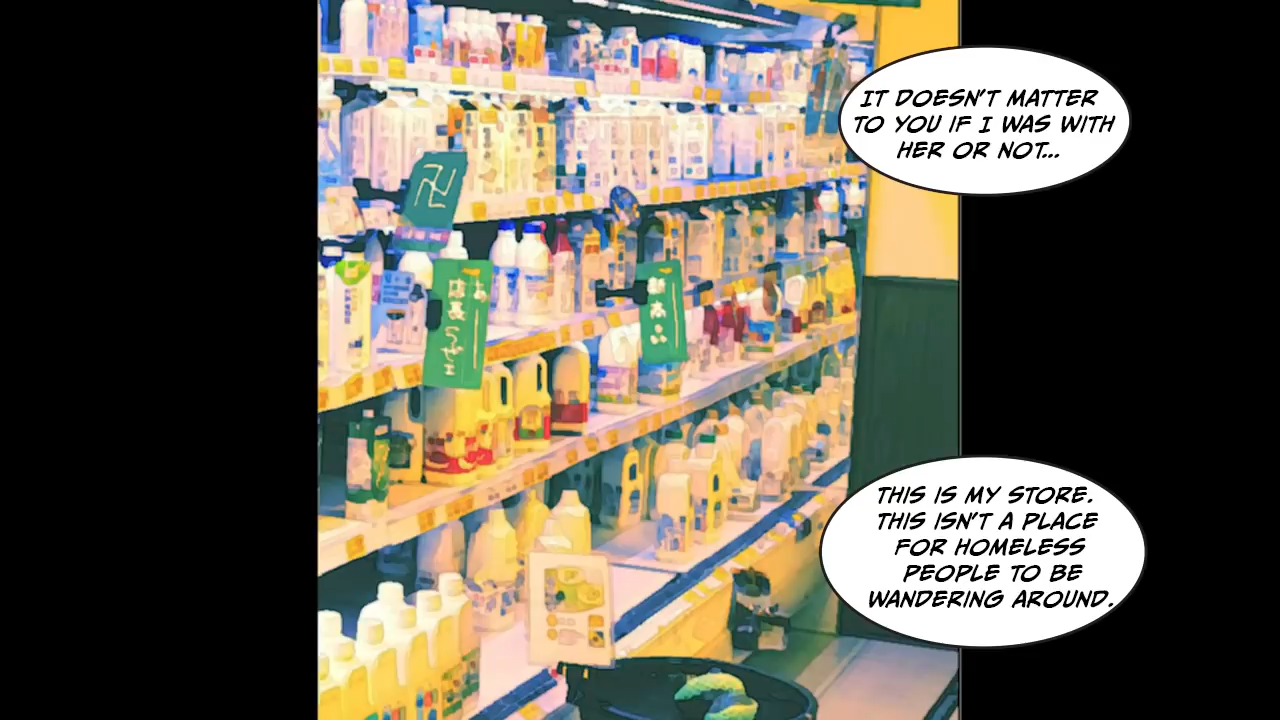 IT DOESN'T MATTER
TO YOU IF I WAS WITH
HER OR NOT...
THIS IS MY STORE.
THIS ISN'T A PLACE
FOR HOMELESS
PEOPLE TO BE
WANDERING AROUND.